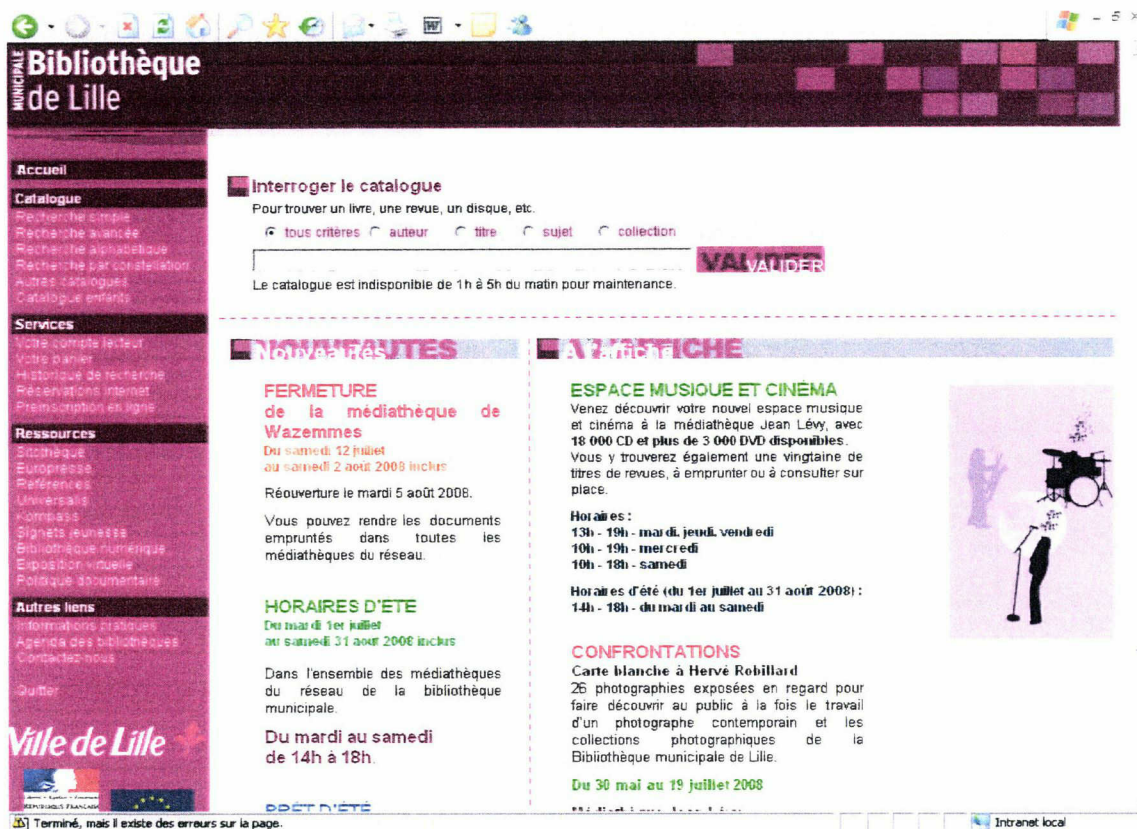 MUNICIPALE
Bibliothèque
de Lille
Accueil
Catalogue
Recherche simple
Recherche avancée
Recherche alphabétique
Recherche par constellation
Autres catalogues
Catalogue enfants
Services
Votre compte lecteur
Votre panier
Historique de recherche
Réservations internet
Préinscription en ligne
Ressources
Sitothèque
Europresse
Références
Universalis
Kompass
Signets jeunesse
Bibliothèque numérique
Exposition virtuelle
Politique documentaire
Autres liens
Informations pratiques
Agenda des bibliothèques
Contactez-nous
Quitter
Ville de Lille
RÉPUBLIQUE FRANÇAISE
Interroger le catalogue
Pour trouver un livre, une revue, un disque, etc.
tous critères auteur titre sujet collection
VALIDER VALIDER
Le catalogue est indisponible de 1h à 5h du matin pour maintenance.
Nouveautés NOUVEAUTES
FERMETURE
de la médiathèque de
Wazemmes
Du samedi 12 juillet
au samedi 2 août 2008 inclus
Réouverture le mardi 5 août 2008.
Vous pouvez rendre les documents
empruntés dans toutes les
médiathèques du réseau.
HORAIRES D'ETE
Du mardi 1er juillet
au samedi 31 août 2008 inclus
Dans l'ensemble des médiathèques
du réseau de la bibliothèque
municipale.
Du mardi au samedi
de 14h à 18h.
PRÊT D'ÉTÉ
A l'affiche A L'AFFICHE
ESPACE MUSIQUE ET CINÉMA
Venez découvrir votre nouvel espace musique
et cinéma à la médiathèque Jean Lévy, avec
18 000 CD et plus de 3 000 DVD disponibles.
Vous y trouverez également une vingtaine de
titres de revues, à emprunter ou à consulter sur
place.
Horaires :
13h - 19h - mardi, jeudi, vendredi
10h - 19h - mercredi
10h - 18h - samedi
Horaires d'été (du 1er juillet au 31 août 2008) :
14h - 18h - du mardi au samedi
CONFRONTATIONS
Carte blanche à Hervé Robillard
26 photographies exposées en regard pour
faire découvrir au public à la fois le travail
d'un photographe contemporain et les
collections photographiques de la
Bibliothèque municipale de Lille.
Du 30 mai au 19 juillet 2008
Terminé, mais il existe des erreurs sur la page.
Intranet local